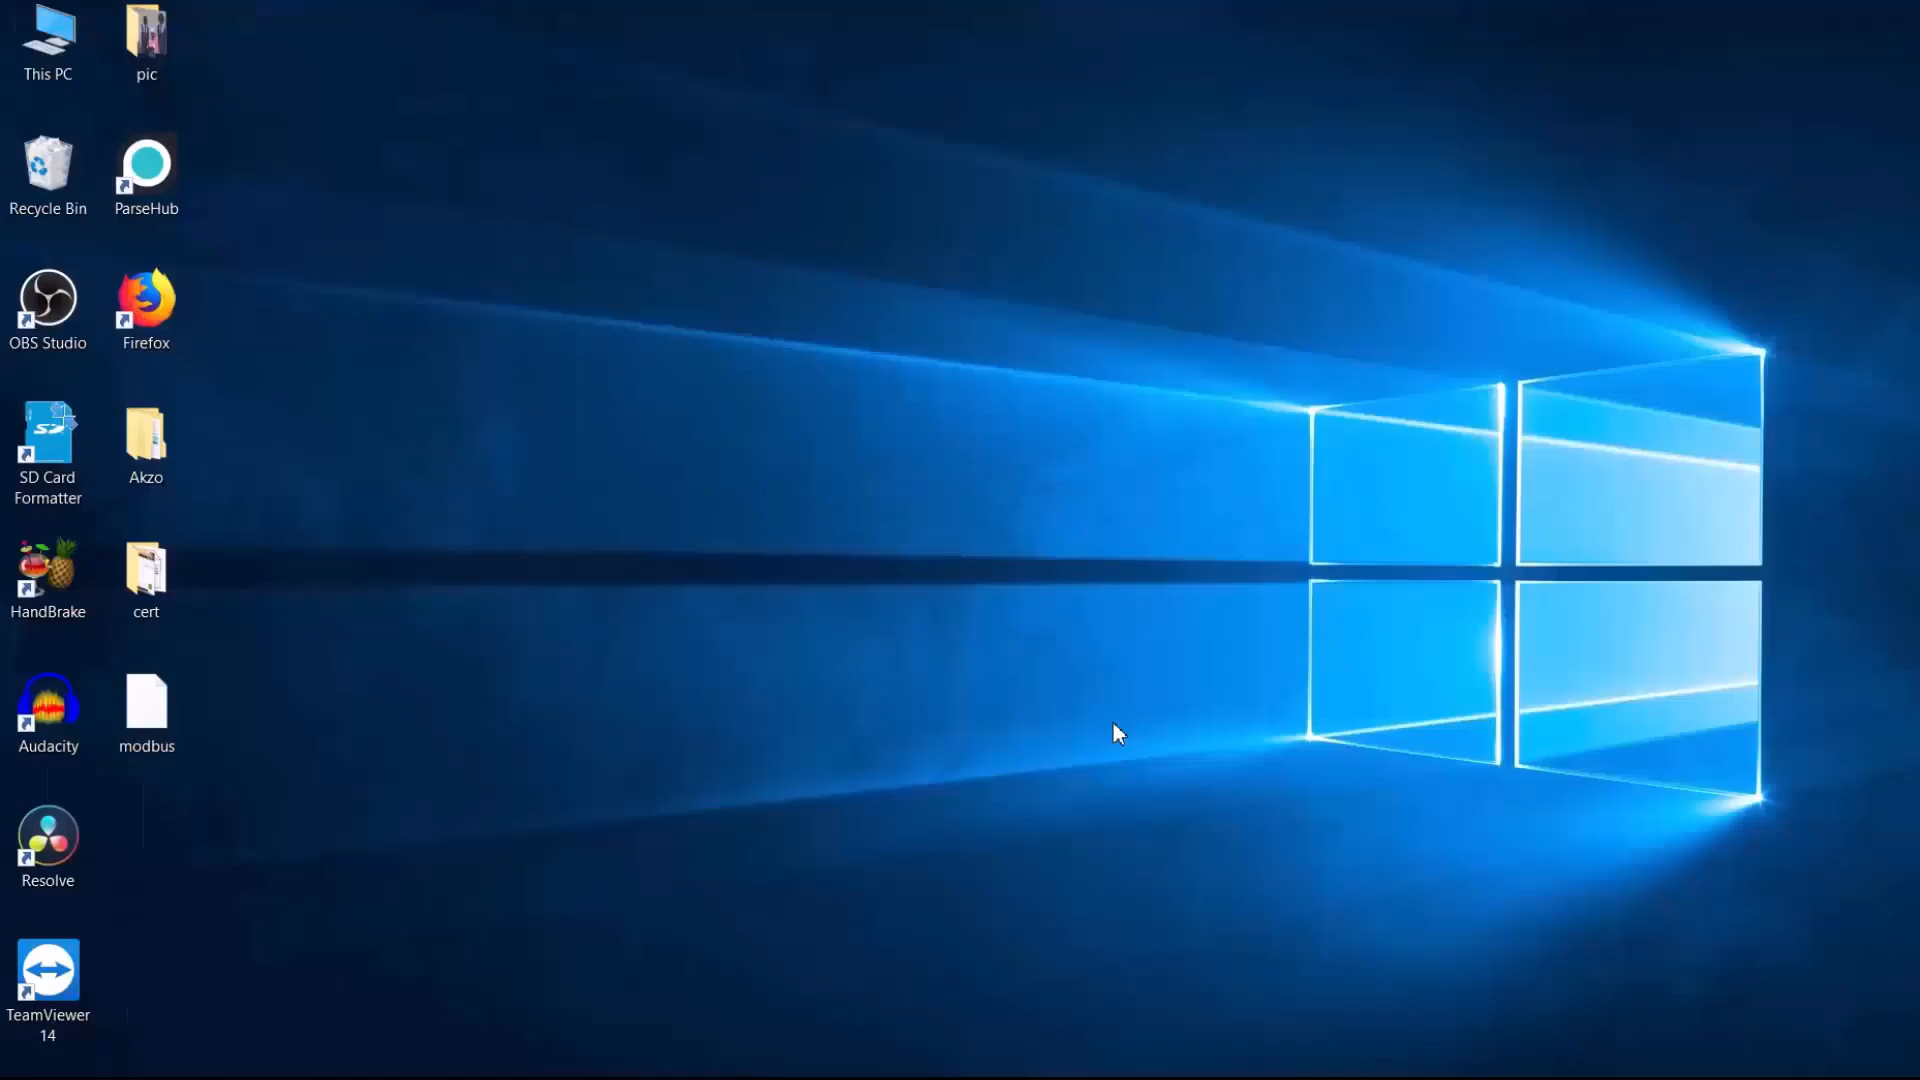 This PC
pic
Recycle Bin
ParseHub
OBS Studio
Firefox
SD Card
Formatter
Akzo
HandBrake
cert
Audacity
modbus
Resolve
TeamViewer
14